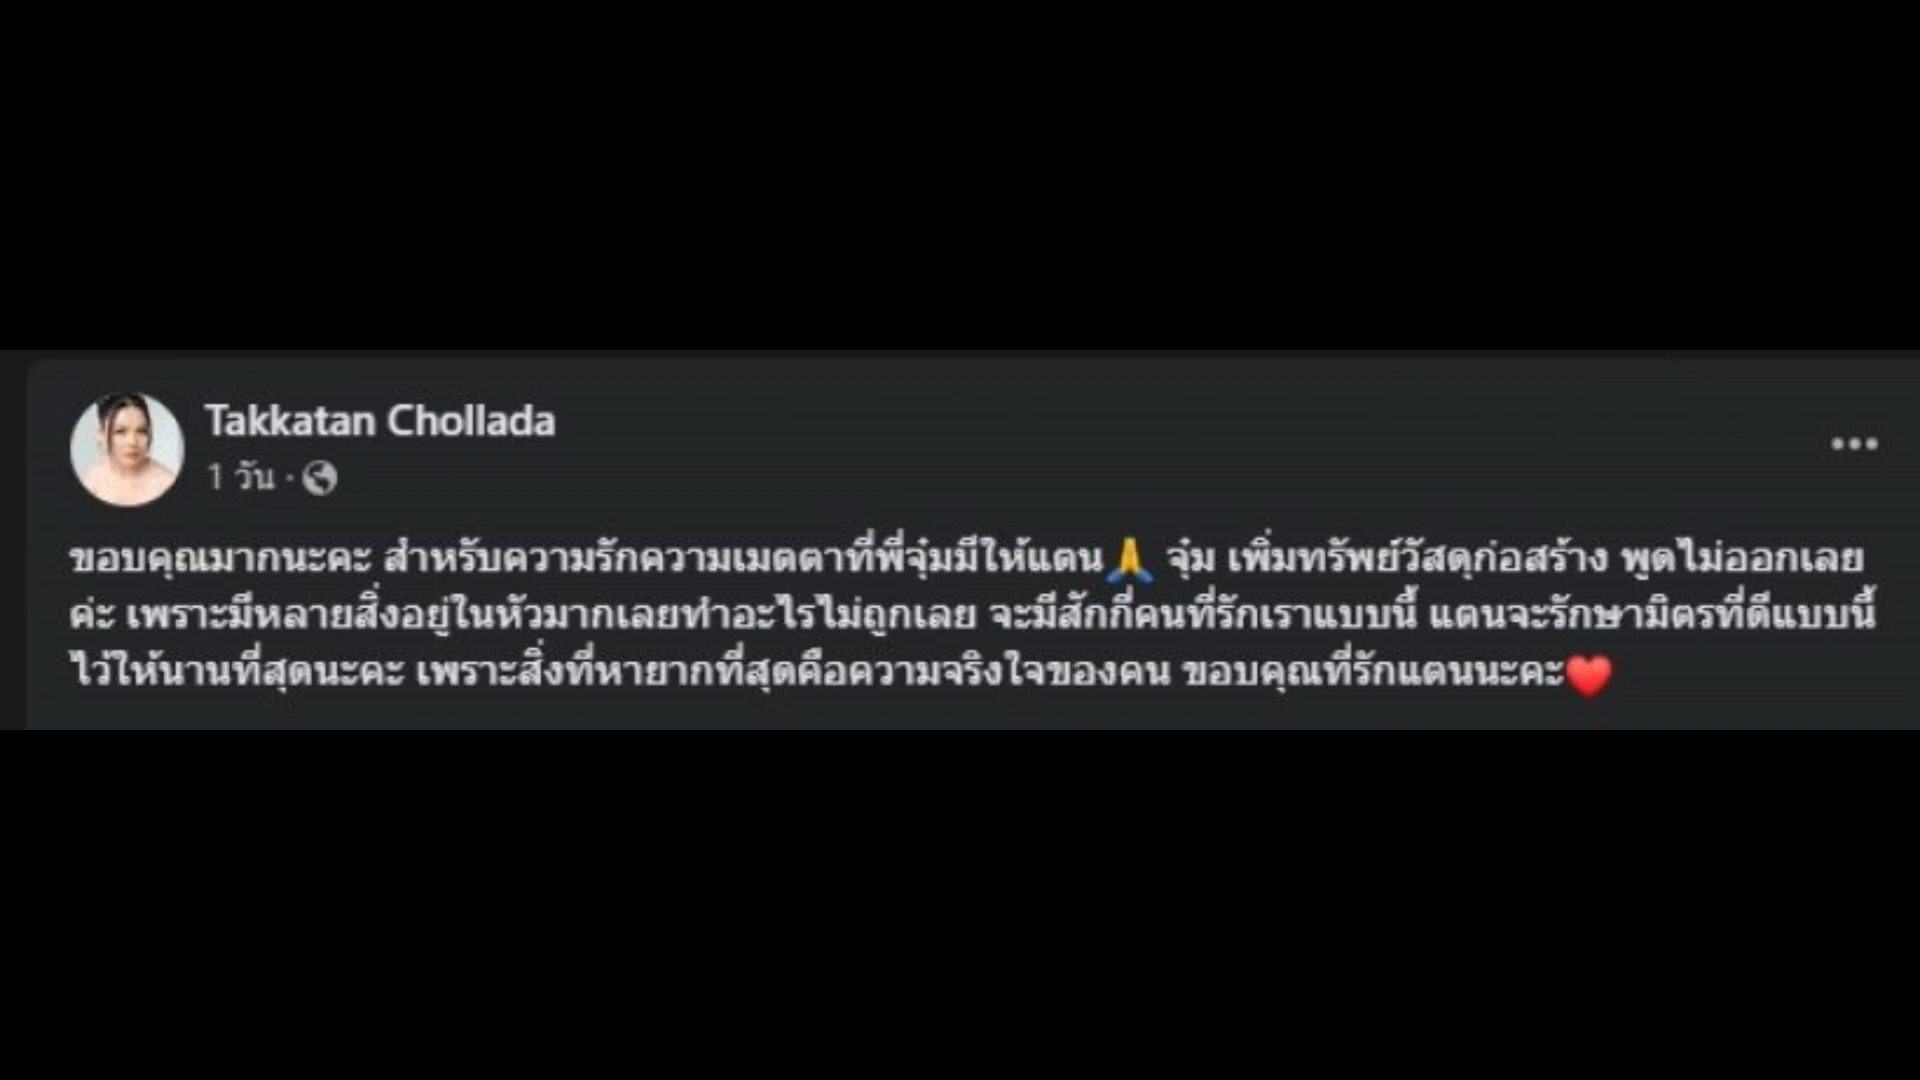 Takkatan Chollada
1 วัน ·
ขอบคุณมากนะคะ สำหรับความรักความเมตตาที่พี่จุ๋มมีให้แตน🙏 จุ๋ม เพิ่มทรัพย์วัสดุก่อสร้าง พูดไม่ออกเลย
ค่ะ เพราะมีหลายสิ่งอยู่ในหัวมากเลยทำอะไรไม่ถูกเลย จะมีสักกี่คนที่รักเราแบบนี้ แตนจะรักษามิตรที่ดีแบบนี้
ไว้ให้นานที่สุดนะคะ เพราะสิ่งที่หายากที่สุดคือความจริงใจของคน ขอบคุณที่รักแตนนะคะ❤️